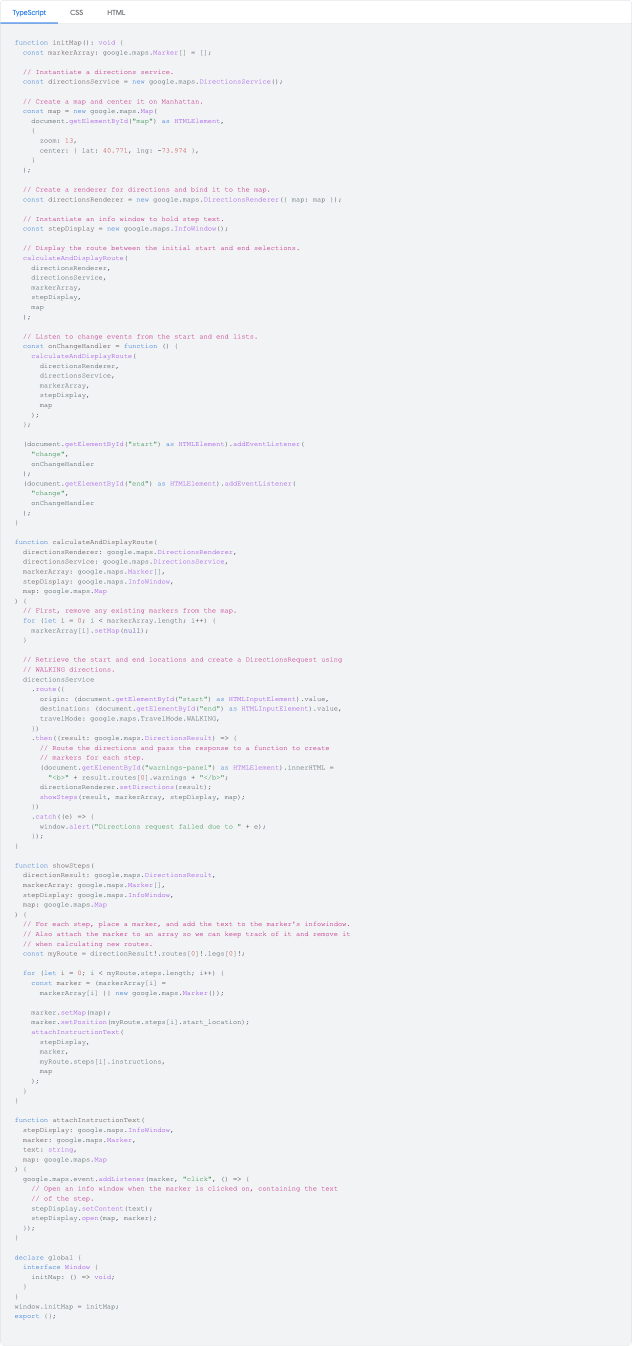 TypeScript CSS HTML
function initMap(): void {
  const markerArray: google.maps.Marker[] = [];

  // Instantiate a directions service.
  const directionsService = new google.maps.DirectionsService();

  // Create a map and center it on Manhattan.
  const map = new google.maps.Map(
    document.getElementById("map") as HTMLElement,
    {
      zoom: 13,
      center: { lat: 40.771, lng: -73.974 },
    }
  );

  // Create a renderer for directions and bind it to the map.
  const directionsRenderer = new google.maps.DirectionsRenderer({ map: map });

  // Instantiate an info window to hold step text.
  const stepDisplay = new google.maps.InfoWindow();

  // Display the route between the initial start and end selections.
  calculateAndDisplayRoute(
    directionsRenderer,
    directionsService,
    markerArray,
    stepDisplay,
    map
  );

  // Listen to change events from the start and end lists.
  const onChangeHandler = function () {
    calculateAndDisplayRoute(
      directionsRenderer,
      directionsService,
      markerArray,
      stepDisplay,
      map
    );
  };

  (document.getElementById("start") as HTMLElement).addEventListener(
    "change",
    onChangeHandler
  );
  (document.getElementById("end") as HTMLElement).addEventListener(
    "change",
    onChangeHandler
  );
}

function calculateAndDisplayRoute(
  directionsRenderer: google.maps.DirectionsRenderer,
  directionsService: google.maps.DirectionsService,
  markerArray: google.maps.Marker[],
  stepDisplay: google.maps.InfoWindow,
  map: google.maps.Map
) {
  // First, remove any existing markers from the map.
  for (let i = 0; i < markerArray.length; i++) {
    markerArray[i].setMap(null);
  }

  // Retrieve the start and end locations and create a DirectionsRequest using
  // WALKING directions.
  directionsService
    .route({
      origin: (document.getElementById("start") as HTMLInputElement).value,
      destination: (document.getElementById("end") as HTMLInputElement).value,
      travelMode: google.maps.TravelMode.WALKING,
    })
    .then((result: google.maps.DirectionsResult) => {
      // Route the directions and pass the response to a function to create
      // markers for each step.
      (document.getElementById("warnings-panel") as HTMLElement).innerHTML =
        "<b>" + result.routes[0].warnings + "</b>";
      directionsRenderer.setDirections(result);
      showSteps(result, markerArray, stepDisplay, map);
    })
    .catch((e) => {
      window.alert("Directions request failed due to " + e);
    });
}

function showSteps(
  directionResult: google.maps.DirectionsResult,
  markerArray: google.maps.Marker[],
  stepDisplay: google.maps.InfoWindow,
  map: google.maps.Map
) {
  // For each step, place a marker, and add the text to the marker's infowindow.
  // Also attach the marker to an array so we can keep track of it and remove it
  // when calculating new routes.
  const myRoute = directionResult!.routes[0]!.legs[0]!;

  for (let i = 0; i < myRoute.steps.length; i++) {
    const marker = (markerArray[i] =
      markerArray[i] || new google.maps.Marker());

    marker.setMap(map);
    marker.setPosition(myRoute.steps[i].start_location);
    attachInstructionText(
      stepDisplay,
      marker,
      myRoute.steps[i].instructions,
      map
    );
  }
}

function attachInstructionText(
  stepDisplay: google.maps.InfoWindow,
  marker: google.maps.Marker,
  text: string,
  map: google.maps.Map
) {
  google.maps.event.addListener(marker, "click", () => {
    // Open an info window when the marker is clicked on, containing the text
    // of the step.
    stepDisplay.setContent(text);
    stepDisplay.open(map, marker);
  });
}

declare global {
  interface Window {
    initMap: () => void;
  }
}
window.initMap = initMap;
export {};